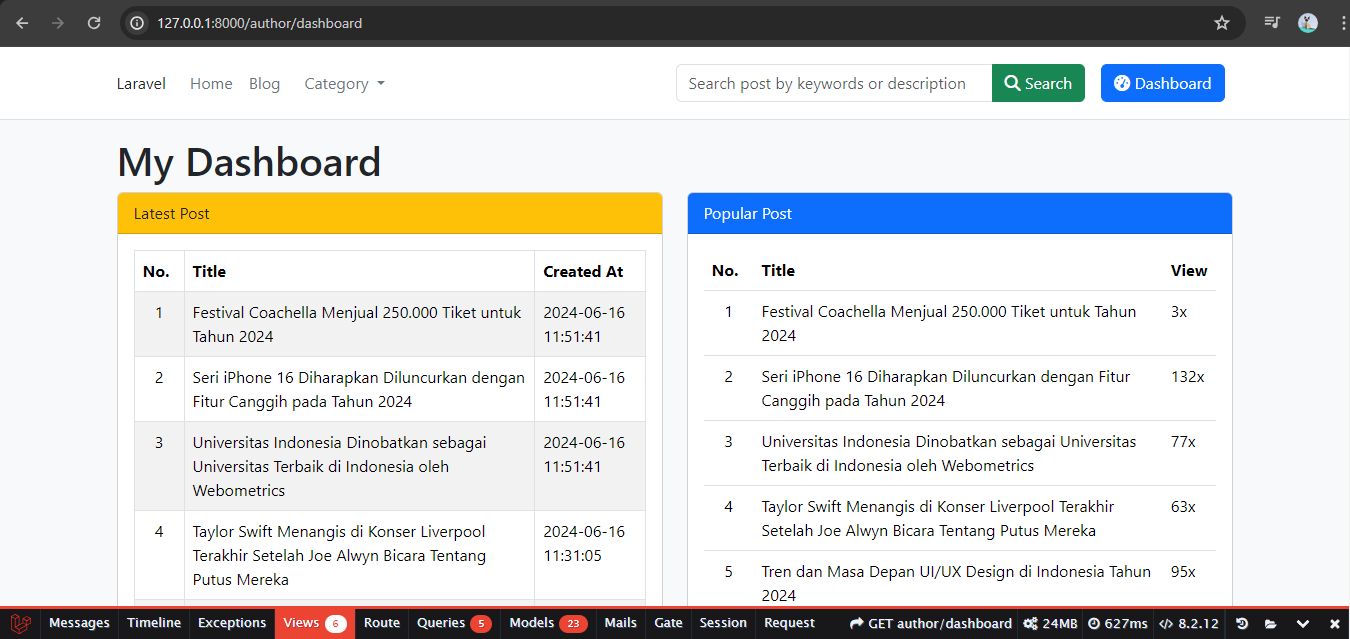 127.0.0.1:8000/author/dashboard
Laravel Home Blog Category Search post by keywords or description Search Dashboard
My Dashboard
Latest Post
No. Title Created At
1 Festival Coachella Menjual 250.000 Tiket untuk 2024-06-16
Tahun 2024 11:51:41
2 Seri iPhone 16 Diharapkan Diluncurkan dengan 2024-06-16
Fitur Canggih pada Tahun 2024 11:51:41
3 Universitas Indonesia Dinobatkan sebagai 2024-06-16
Universitas Terbaik di Indonesia oleh 11:51:41
Webometrics
4 Taylor Swift Menangis di Konser Liverpool 2024-06-16
Terakhir Setelah Joe Alwyn Bicara Tentang 11:31:05
Putus Mereka
Popular Post
No. Title View
1 Festival Coachella Menjual 250.000 Tiket untuk Tahun 3x
2024
2 Seri iPhone 16 Diharapkan Diluncurkan dengan Fitur 132x
Canggih pada Tahun 2024
3 Universitas Indonesia Dinobatkan sebagai Universitas 77x
Terbaik di Indonesia oleh Webometrics
4 Taylor Swift Menangis di Konser Liverpool Terakhir 63x
Setelah Joe Alwyn Bicara Tentang Putus Mereka
5 Tren dan Masa Depan UI/UX Design di Indonesia Tahun 95x
2024
Messages Timeline Exceptions Views 6 Route Queries 5 Models 23 Mails Gate Session Request GET author/dashboard 24MB 627ms 8.2.12